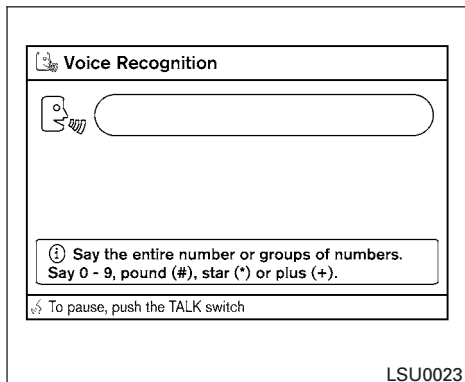 Voice Recognition
Say the entire number or groups of numbers.
Say 0 - 9, pound (#), star (*) or plus (+).
To pause, push the TALK switch
LSU0023